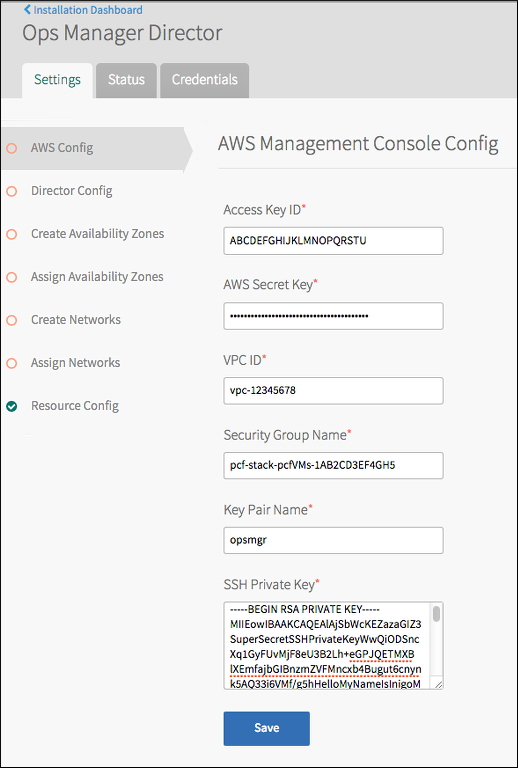 Installation Dashboard
Ops Manager Director
Settings
Status
Credentials
AWS Config
Director Config
Create Availability Zones
Assign Availability Zones
Create Networks
Assign Networks
Resource Config
AWS Management Console Config
Access Key ID*
ABCDEFGHIJKLMNOPQRSTU
AWS Secret Key*
VPC ID*
vpc-12345678
Security Group Name*
pcf-stack-pcfVMs-1AB2CD3EF4GH5
Key Pair Name*
opsmgr
SSH Private Key*
-----BEGIN RSA PRIVATE KEY-----
MIIEowIBAAKCAQEAlAjSbWcKEZazaGIZ3
SuperSecretSSHPrivateKeyWwQiODSnc
Xq1GyFUvMjF8eU3B2Lh+eGPJQETMXB
lXEmfajbGIBnzmZVFMncxb4Bugut6cnyn
k5AQ33i6VMf/g5hHelloMyNameIsInigoM
Save